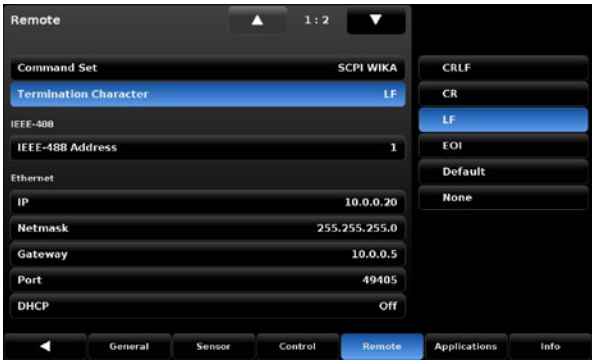 Remote 1 : 2
Command Set SCPI WIKA
Termination Character LF
IEEE-488
IEEE-488 Address 1
Ethernet
IP 10.0.0.20
Netmask 255.255.255.0
Gateway 10.0.0.5
Port 49405
DHCP Off
CRLF
CR
LF
EOI
Default
None
General Sensor Control Remote Applications Info